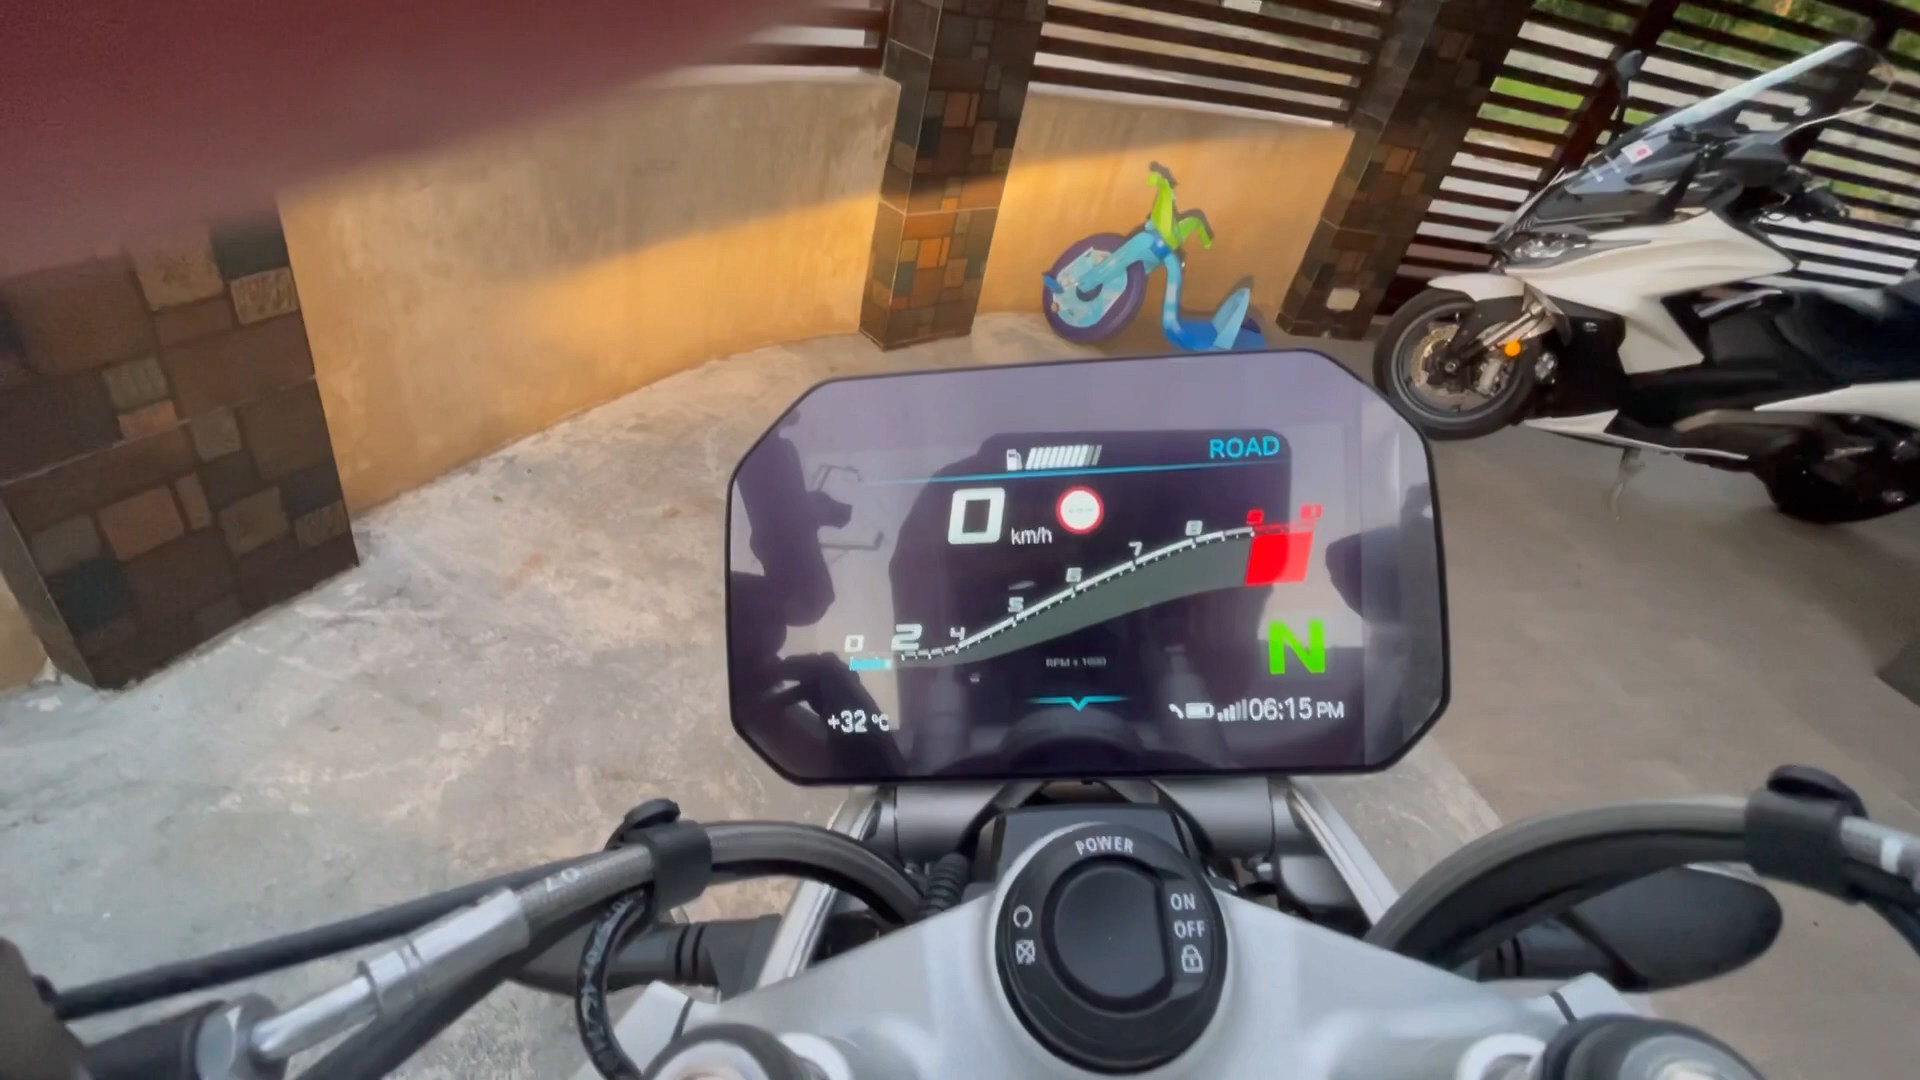 ROAD
0 km/h
0 2 4 5 6 7 8 9
RPM x 1000
N
+32 °C
06:15 PM
POWER
ON
OFF